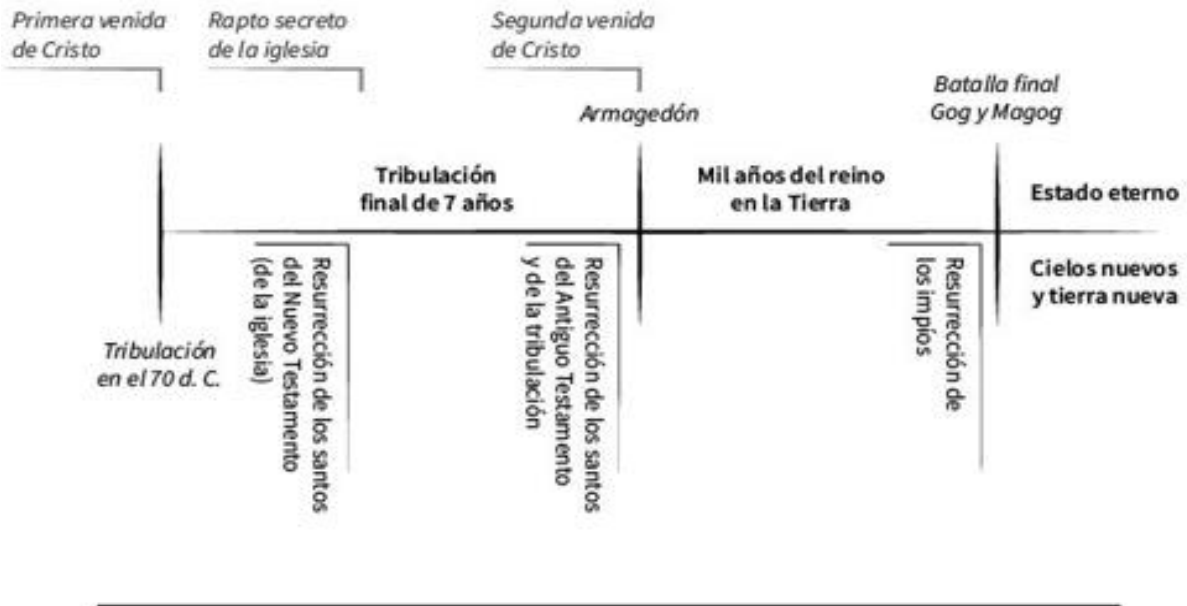 Primera venida
de Cristo
Rapto secreto
de la iglesia
Segunda venida
de Cristo
Armagedón
Batalla final
Gog y Magog
Tribulación
final de 7 años
Mil años del reino
en la Tierra
Estado eterno
Cielos nuevos
y tierra nueva
Tribulación
en el 70 d. C.
Resurrección de los santos
del Nuevo Testamento
(de la iglesia)
Resurrección de los santos
del Antiguo Testamento
y de la tribulación
Resurrección de
los impíos